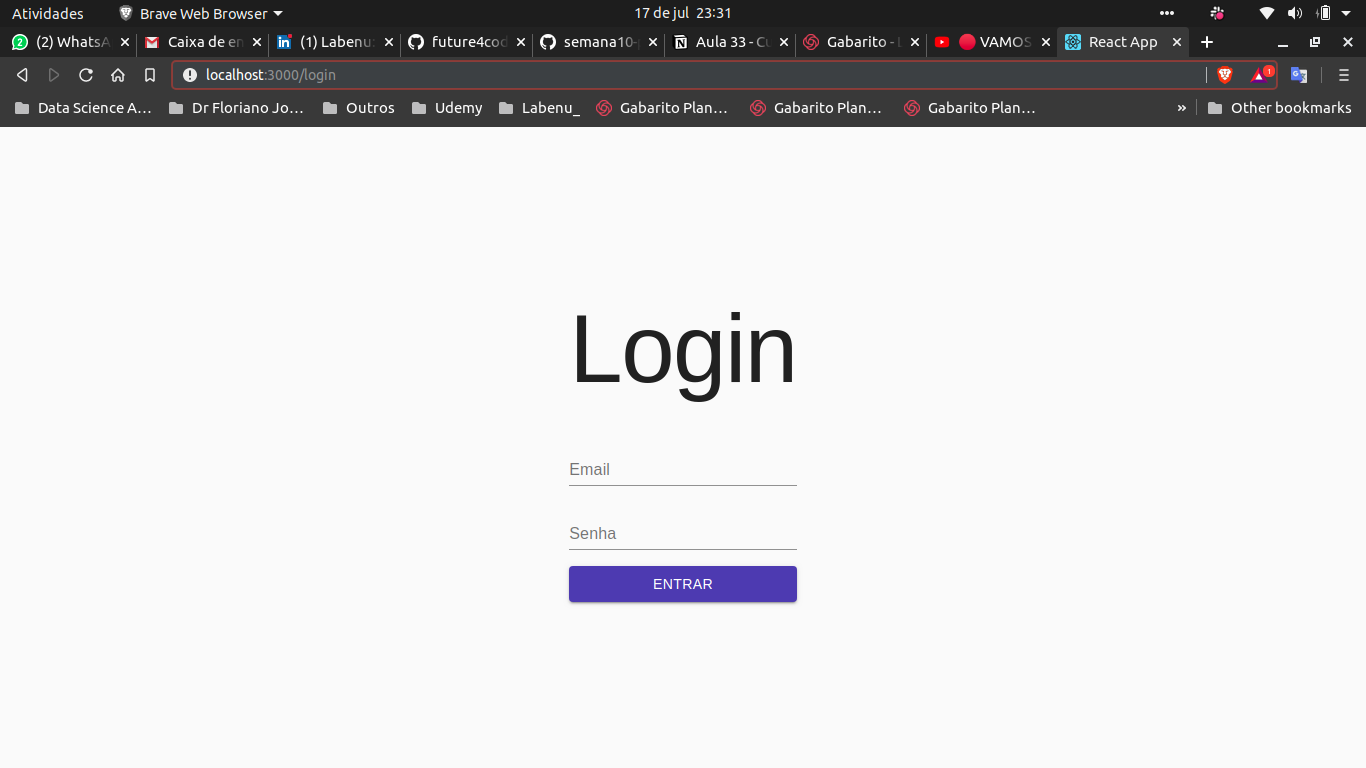 Atividades Brave Web Browser 17 de jul 23:31
(2) WhatsA Caixa de en (1) Labenu future4cod semana10- Aula 33 - Cu Gabarito - L VAMOS React App
localhost:3000/login 1
Data Science A... Dr Floriano Jo... Outros Udemy Labenu_ Gabarito Plan... Gabarito Plan... Gabarito Plan... » Other bookmarks
Login
Email
Senha
ENTRAR